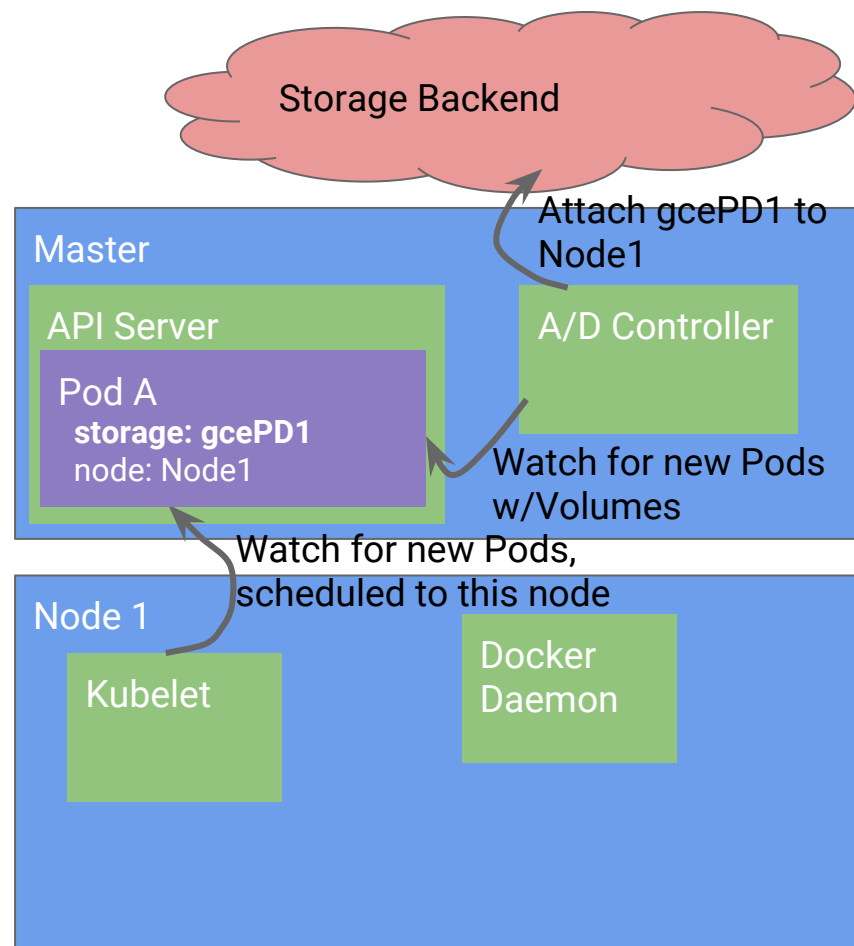 Storage Backend
Attach gcePD1 to
Node1
Master
API Server
A/D Controller
Pod A
storage: gcePD1
node: Node1
Watch for new Pods
w/Volumes
Watch for new Pods,
scheduled to this node
Node 1
Kubelet
Docker
Daemon